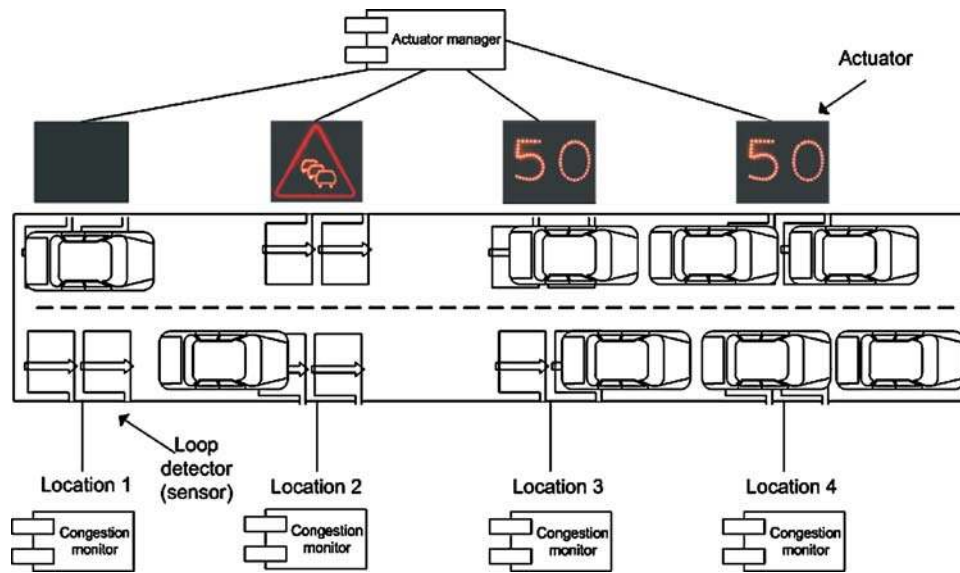 Actuator manager
Actuator
50
50
Loop
detector
(sensor)
Location 1
Location 2
Location 3
Location 4
Congestion
monitor
Congestion
monitor
Congestion
monitor
Congestion
monitor